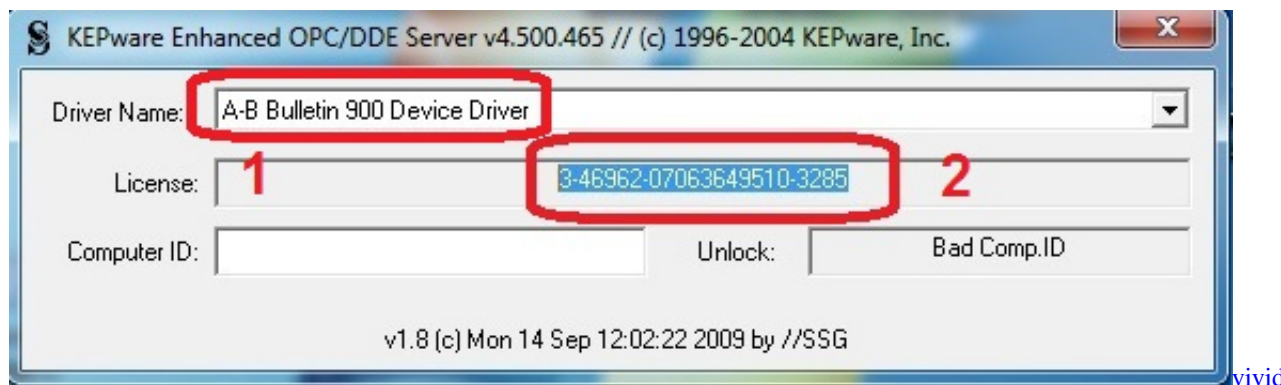 KEPware Enhanced OPC/DDE Server v4.500.465 // (c) 1996-2004 KEPware, Inc.
Driver Name: A-B Bulletin 900 Device Driver
License: 1 3-46962-07063649510-3285 2
Computer ID: Unlock: Bad Comp.ID
v1.8 (c) Mon 14 Sep 12:02:22 2009 by //SSG
vivid